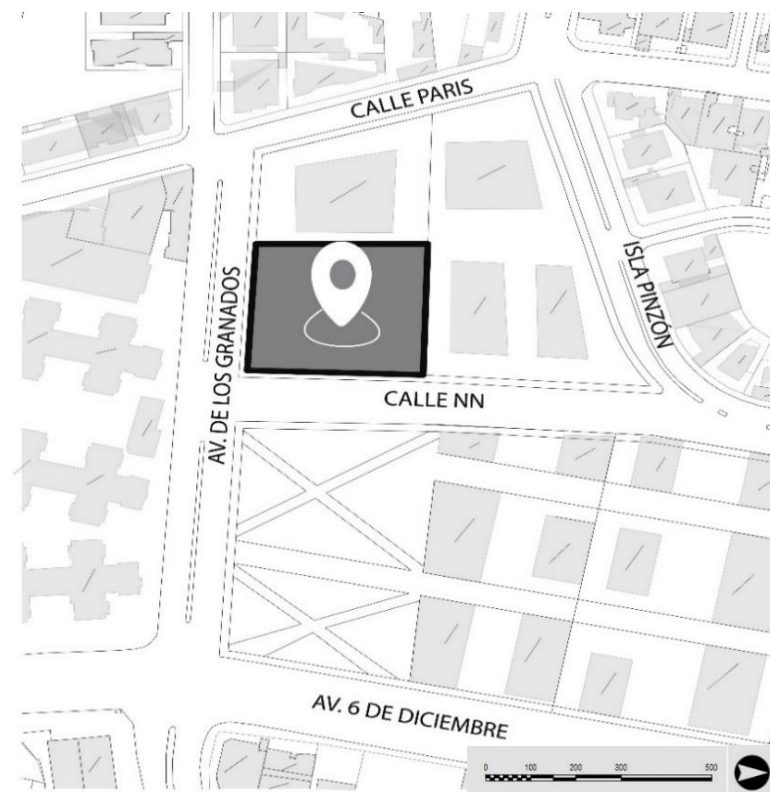 CALLE PARIS
ISLA PINZÓN
AV. DE LOS GRANADOS
CALLE NN
AV. 6 DE DICIEMBRE
0 100 200 300 500